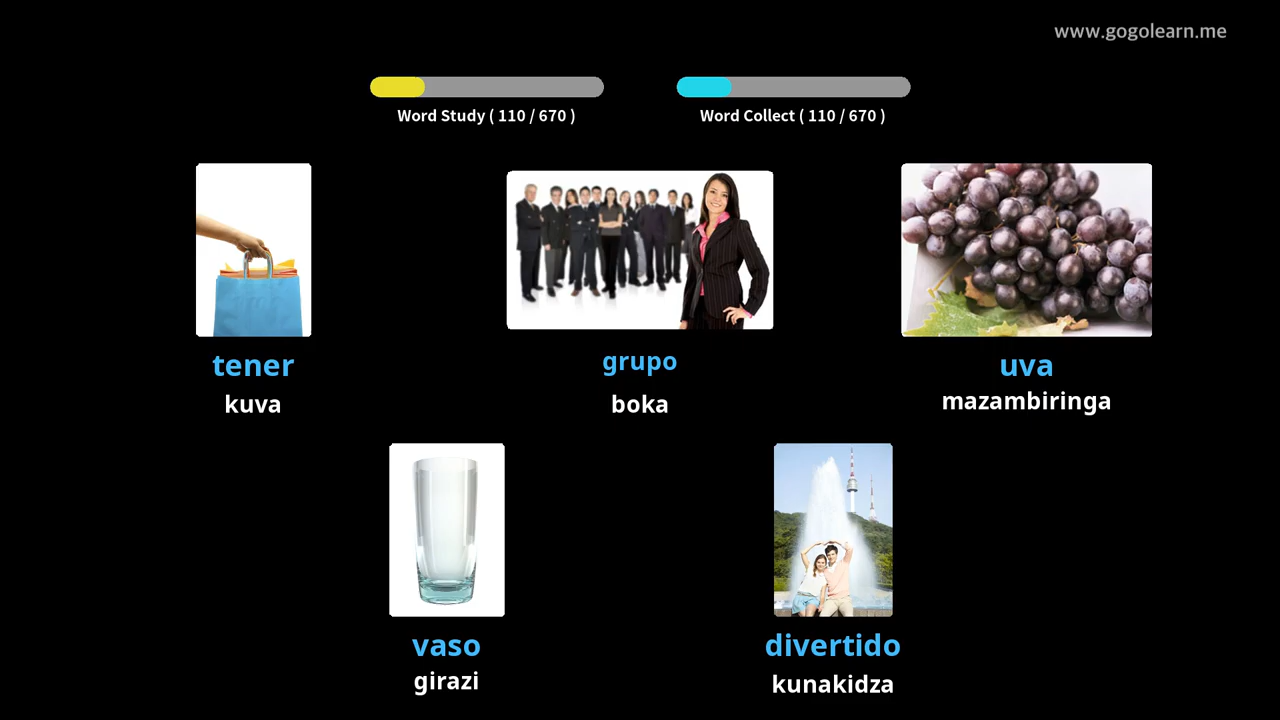 www.gogolearn.me
Word Study ( 110 / 670 )
Word Collect ( 110 / 670 )
tener
kuva
grupo
boka
uva
mazambiringa
vaso
girazi
divertido
kunakidza